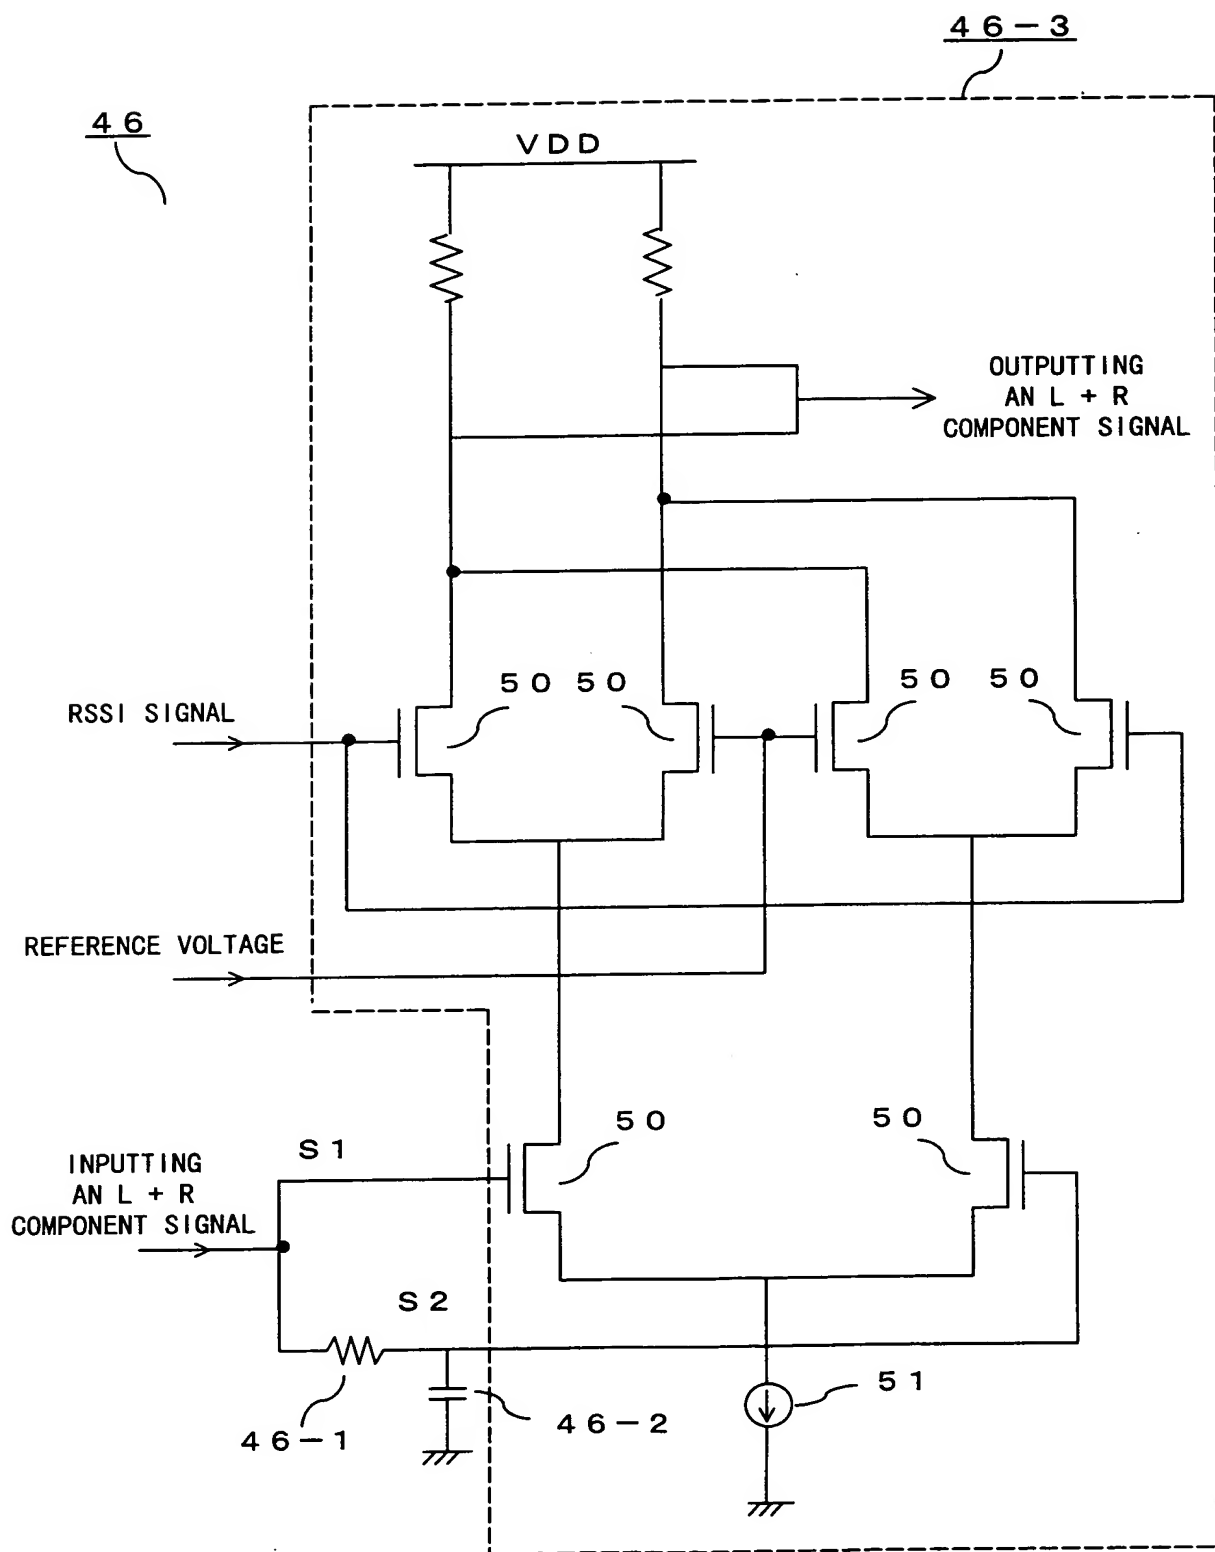 46-3
46
VDD
OUTPUTTING
AN L + R
COMPONENT SIGNAL
50 50
50 50
RSSI SIGNAL
REFERENCE VOLTAGE
50
50
S1
INPUTTING
AN L + R
COMPONENT SIGNAL
S2
51
46-1
46-2